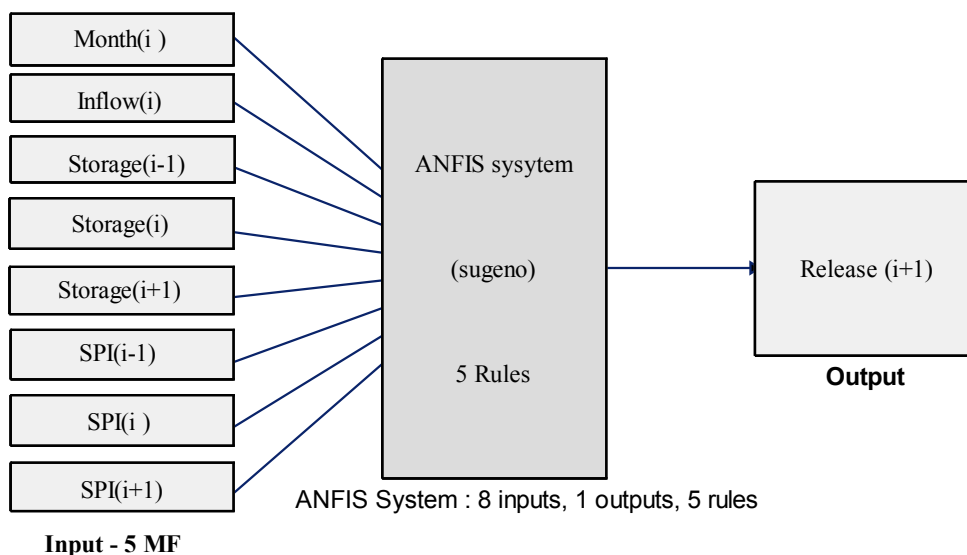 Month(i )
Inflow(i)
Storage(i-1)
Storage(i)
Storage(i+1)
SPI(i-1)
SPI(i )
SPI(i+1)
Input - 5 MF
ANFIS sysytem
(sugeno)
5 Rules
ANFIS System : 8 inputs, 1 outputs, 5 rules
Release (i+1)
Output